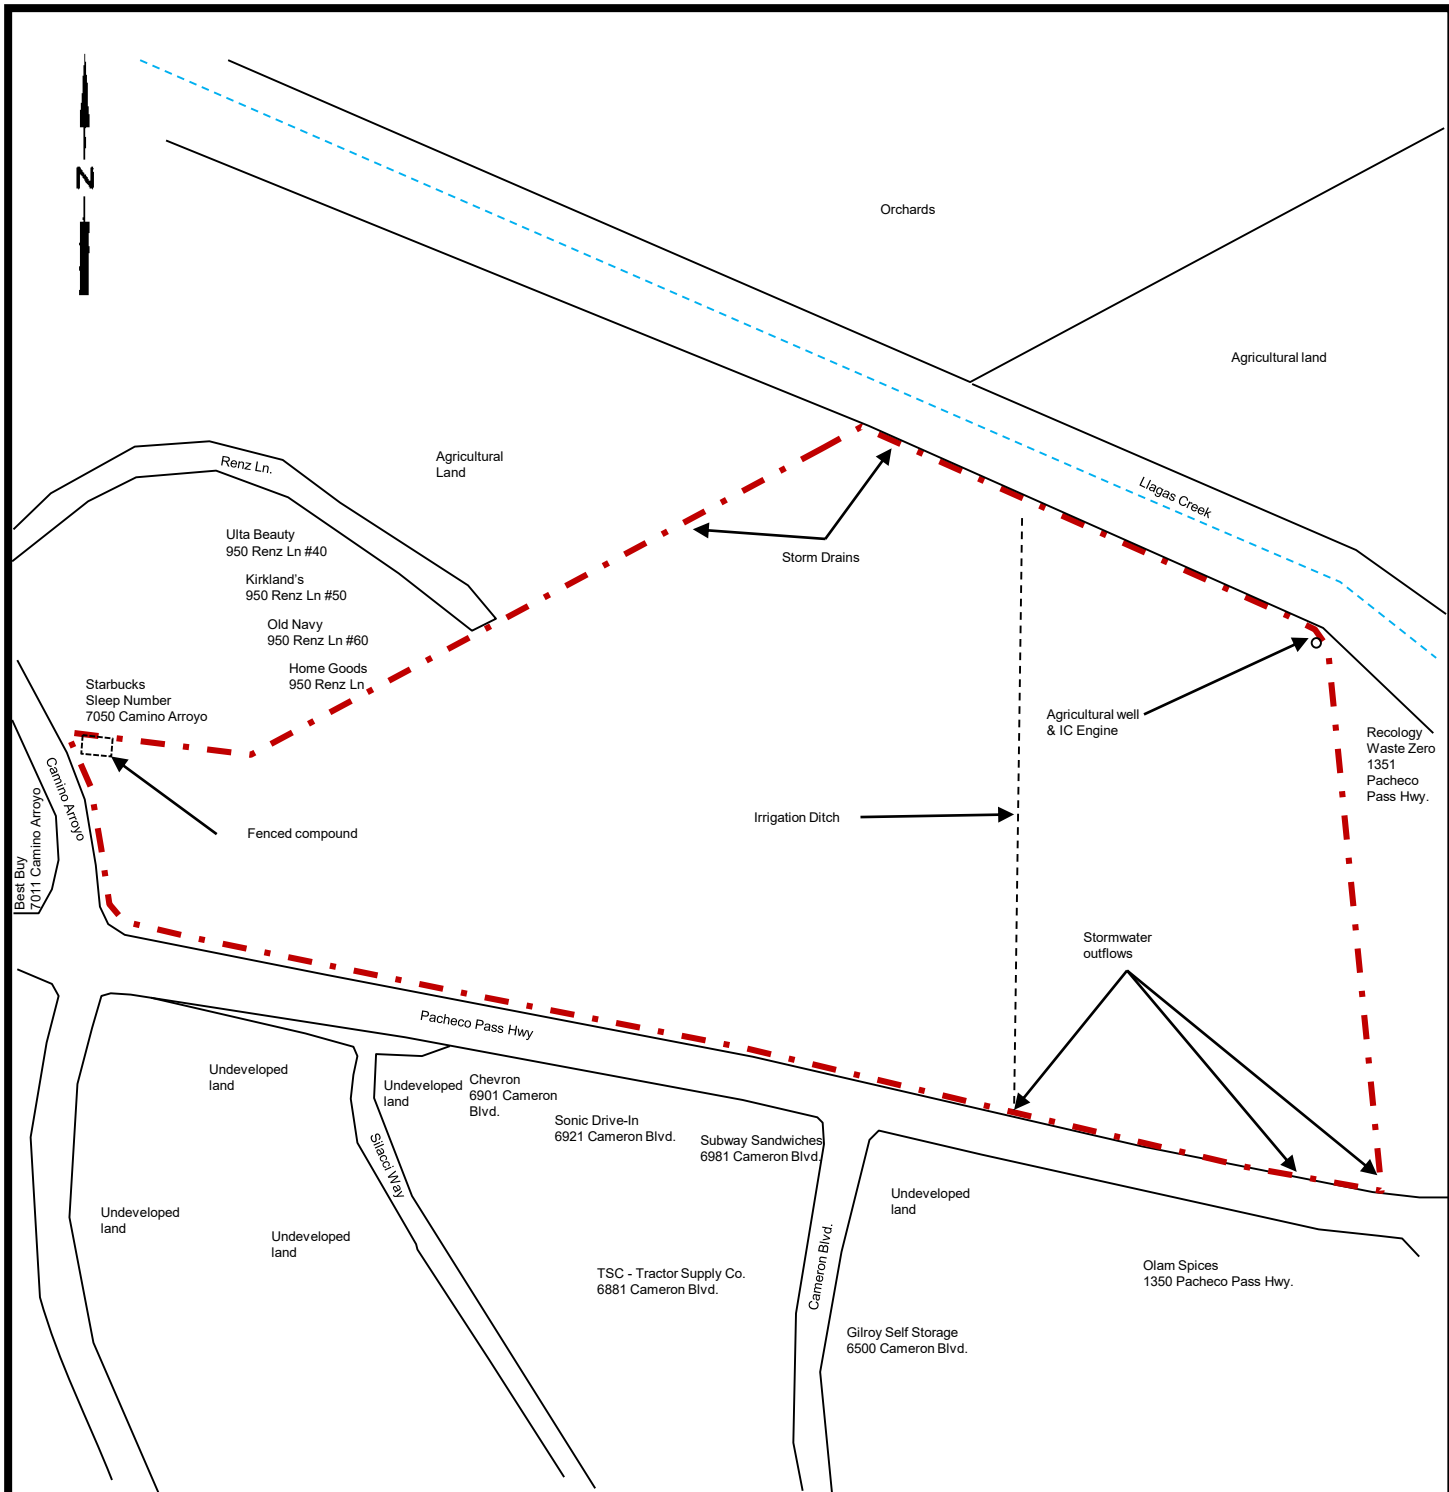 N
Orchards
Agricultural land
Llagas Creek
Agricultural
Land
Renz Ln.
Ulta Beauty
950 Renz Ln #40
Kirkland's
950 Renz Ln #50
Old Navy
950 Renz Ln #60
Home Goods
950 Renz Ln
Storm Drains
Starbucks
Sleep Number
7050 Camino Arroyo
Camino Arroyo
Best Buy
7011 Camino Arroyo
Fenced compound
Agricultural well
& IC Engine
Recology
Waste Zero
1351
Pacheco
Pass Hwy.
Irrigation Ditch
Stormwater
outflows
Pacheco Pass Hwy
Undeveloped
land
Undeveloped
land
Chevron
6901 Cameron
Blvd.
Sonic Drive-In
6921 Cameron Blvd.
Subway Sandwiches
6981 Cameron Blvd.
Silacci Way
Undeveloped
land
Undeveloped
land
Undeveloped
land
Cameron Blvd.
TSC - Tractor Supply Co.
6881 Cameron Blvd.
Olam Spices
1350 Pacheco Pass Hwy.
Gilroy Self Storage
6500 Cameron Blvd.